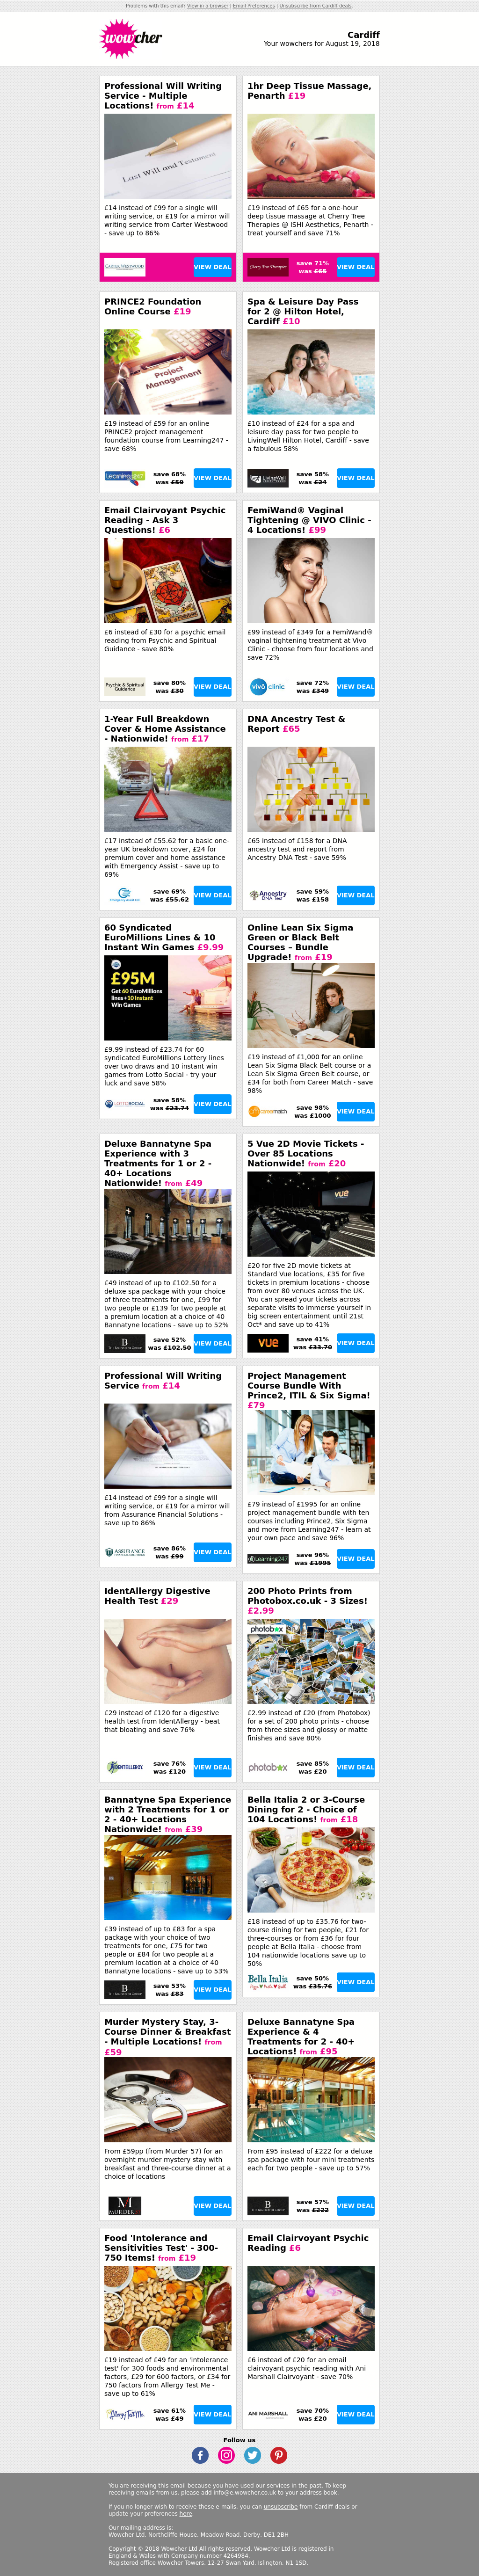 Problems with this email? View in a browser | Email Preferences | Unsubscribe from Cardiff deals.
wowcher
Cardiff
Your wowchers for August 19, 2018
Professional Will Writing
Service - Multiple
Locations! from £14
Last Will and Testament
£14 instead of £99 for a single will
writing service, or £19 for a mirror will
writing service from Carter Westwood
- save up to 86%
CARTER WESTWOOD
VIEW DEAL
1hr Deep Tissue Massage,
Penarth £19
£19 instead of £65 for a one-hour
deep tissue massage at Cherry Tree
Therapies @ ISHI Aesthetics, Penarth -
treat yourself and save 71%
Cherry Tree Therapies
save 71%
was £65
VIEW DEAL
PRINCE2 Foundation
Online Course £19
Project
Management
£19 instead of £59 for an online
PRINCE2 project management
foundation course from Learning247 -
save 68%
Learning 247
save 68%
was £59
VIEW DEAL
Spa & Leisure Day Pass
for 2 @ Hilton Hotel,
Cardiff £10
£10 instead of £24 for a spa and
leisure day pass for two people to
LivingWell Hilton Hotel, Cardiff - save
a fabulous 58%
LivingWell
save 58%
was £24
VIEW DEAL
Email Clairvoyant Psychic
Reading - Ask 3
Questions! £6
£6 instead of £30 for a psychic email
reading from Psychic and Spiritual
Guidance - save 80%
Psychic & Spiritual
Guidance
save 80%
was £30
VIEW DEAL
FemiWand® Vaginal
Tightening @ VIVO Clinic -
4 Locations! £99
£99 instead of £349 for a FemiWand®
vaginal tightening treatment at Vivo
Clinic - choose from four locations and
save 72%
vivo clinic
save 72%
was £349
VIEW DEAL
1-Year Full Breakdown
Cover & Home Assistance
- Nationwide! from £17
£17 instead of £55.62 for a basic one-
year UK breakdown cover, £24 for
premium cover and home assistance
with Emergency Assist - save up to
69%
Emergency Assist Ltd
save 69%
was £55.62
VIEW DEAL
DNA Ancestry Test &
Report £65
£65 instead of £158 for a DNA
ancestry test and report from
Ancestry DNA Test - save 59%
Ancestry
DNA Test
save 59%
was £158
VIEW DEAL
60 Syndicated
EuroMillions Lines & 10
Instant Win Games £9.99
£95M
Get 60 EuroMillions
lines+10 Instant
Win Games
£9.99 instead of £23.74 for 60
syndicated EuroMillions Lottery lines
over two draws and 10 instant win
games from Lotto Social - try your
luck and save 58%
LOTTOSOCIAL
save 58%
was £23.74
VIEW DEAL
Online Lean Six Sigma
Green or Black Belt
Courses – Bundle
Upgrade! from £19
£19 instead of £1,000 for an online
Lean Six Sigma Black Belt course or a
Lean Six Sigma Green Belt course, or
£34 for both from Career Match - save
98%
careermatch
save 98%
was £1000
VIEW DEAL
Deluxe Bannatyne Spa
Experience with 3
Treatments for 1 or 2 -
40+ Locations
Nationwide! from £49
£49 instead of up to £102.50 for a
deluxe spa package with your choice
of three treatments for one, £99 for
two people or £139 for two people at
a premium location at a choice of 40
Bannatyne locations - save up to 52%
B
THE BANNATYNE GROUP
save 52%
was £102.50
VIEW DEAL
5 Vue 2D Movie Tickets -
Over 85 Locations
Nationwide! from £20
vue
£20 for five 2D movie tickets at
Standard Vue locations, £35 for five
tickets in premium locations - choose
from over 80 venues across the UK.
You can spread your tickets across
separate visits to immerse yourself in
big screen entertainment until 21st
Oct* and save up to 41%
vue
save 41%
was £33.70
VIEW DEAL
Professional Will Writing
Service from £14
£14 instead of £99 for a single will
writing service, or £19 for a mirror will
from Assurance Financial Solutions -
save up to 86%
ASSURANCE
save 86%
was £99
VIEW DEAL
Project Management
Course Bundle With
Prince2, ITIL & Six Sigma!
£79
£79 instead of £1995 for an online
project management bundle with ten
courses including Prince2, Six Sigma
and more from Learning247 - learn at
your own pace and save 96%
Learning247
save 96%
was £1995
VIEW DEAL
IdentAllergy Digestive
Health Test £29
£29 instead of £120 for a digestive
health test from IdentAllergy - beat
that bloating and save 76%
IDENTALLERGY
save 76%
was £120
VIEW DEAL
200 Photo Prints from
Photobox.co.uk - 3 Sizes!
£2.99
photobox
£2.99 instead of £20 (from Photobox)
for a set of 200 photo prints - choose
from three sizes and glossy or matte
finishes and save 80%
photobox
save 85%
was £20
VIEW DEAL
Bannatyne Spa Experience
with 2 Treatments for 1 or
2 - 40+ Locations
Nationwide! from £39
£39 instead of up to £83 for a spa
package with your choice of two
treatments for one, £75 for two
people or £84 for two people at a
premium location at a choice of 40
Bannatyne locations - save up to 53%
B
THE BANNATYNE GROUP
save 53%
was £83
VIEW DEAL
Bella Italia 2 or 3-Course
Dining for 2 - Choice of
104 Locations! from £18
£18 instead of up to £35.76 for two-
course dining for two people, £21 for
three-courses or from £36 for four
people at Bella Italia - choose from
104 nationwide locations save up to
50%
Bella Italia
Pizza Pasta Grill
save 50%
was £35.76
VIEW DEAL
Murder Mystery Stay, 3-
Course Dinner & Breakfast
- Multiple Locations! from
£59
From £59pp (from Murder 57) for an
overnight murder mystery stay with
breakfast and three-course dinner at a
choice of locations
M
MURDER57
VIEW DEAL
Deluxe Bannatyne Spa
Experience & 4
Treatments for 2 - 40+
Locations! from £95
From £95 instead of £222 for a deluxe
spa package with four mini treatments
each for two people - save up to 57%
B
THE BANNATYNE GROUP
save 57%
was £222
VIEW DEAL
Food 'Intolerance and
Sensitivities Test' - 300-
750 Items! from £19
£19 instead of £49 for an 'intolerance
test' for 300 foods and environmental
factors, £29 for 600 factors, or £34 for
750 factors from Allergy Test Me -
save up to 61%
Allergy Test Me
save 61%
was £49
VIEW DEAL
Email Clairvoyant Psychic
Reading £6
£6 instead of £20 for an email
clairvoyant psychic reading with Ani
Marshall Clairvoyant - save 70%
ANI MARSHALL
save 70%
was £20
VIEW DEAL
Follow us
You are receiving this email because you have used our services in the past. To keep
receiving emails from us, please add info@e.wowcher.co.uk to your address book.
If you no longer wish to receive these e-mails, you can unsubscribe from Cardiff deals or
update your preferences here.
Our mailing address is:
Wowcher Ltd, Northcliffe House, Meadow Road, Derby, DE1 2BH
Copyright © 2018 Wowcher Ltd All rights reserved. Wowcher Ltd is registered in
England & Wales with Company number 4264984.
Registered office Wowcher Towers, 12-27 Swan Yard, Islington, N1 1SD.